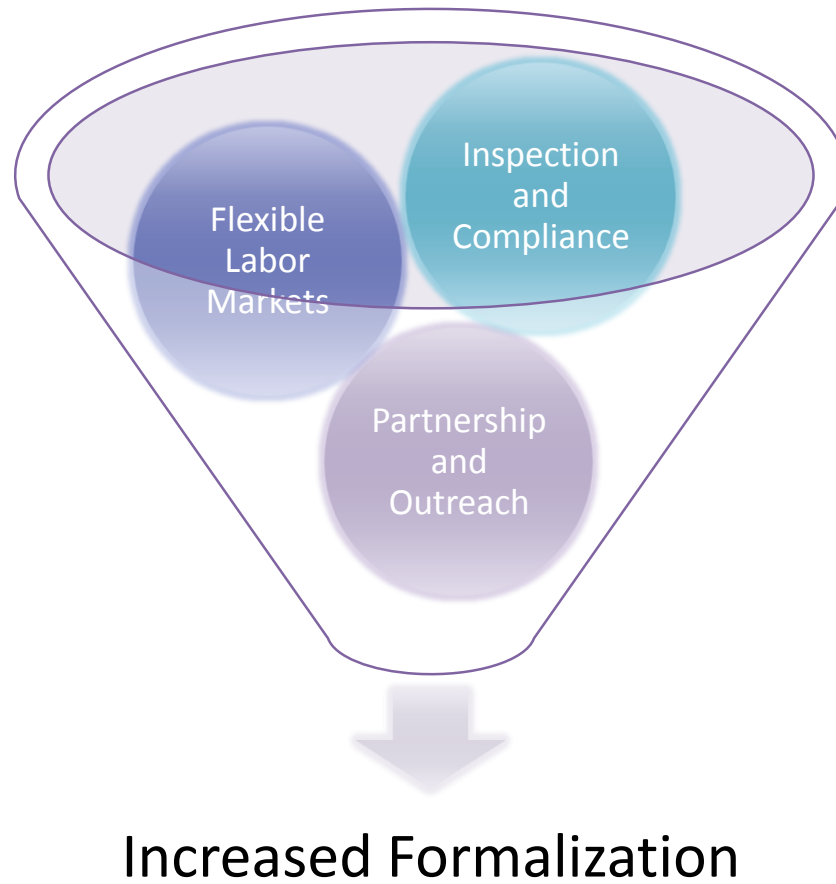 Inspection
and
Compliance
Flexible
Labor
Markets
Partnership
and
Outreach
Increased Formalization